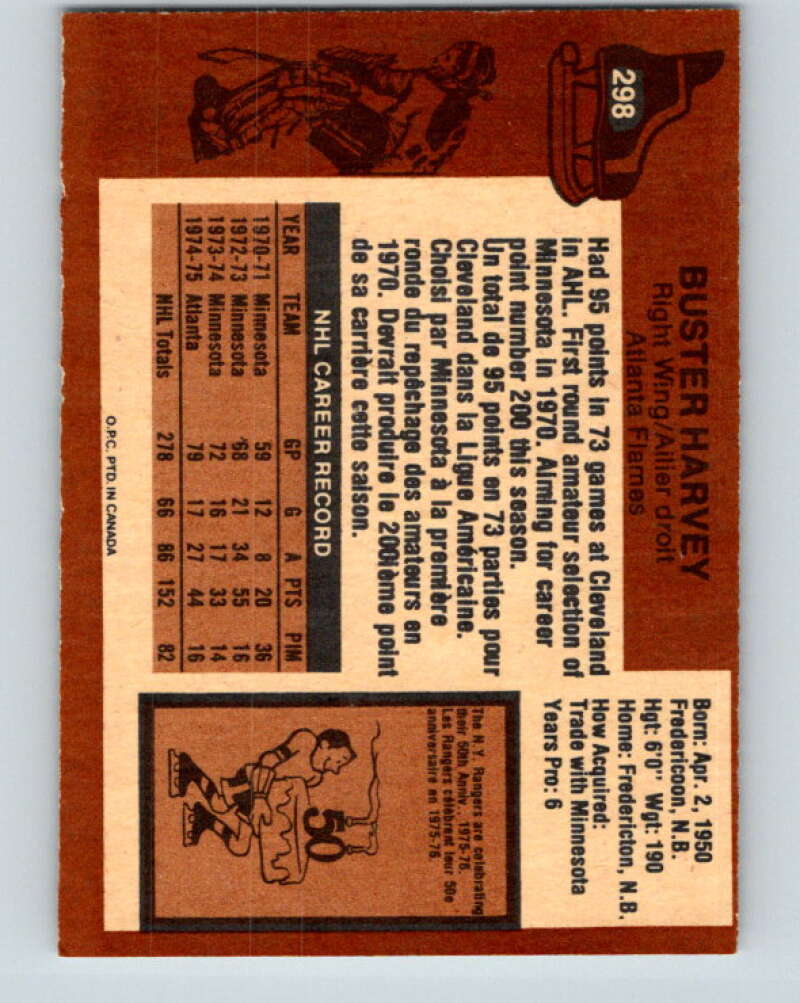 298
BUSTER HARVEY
Right Wing/Ailier droit
Atlanta Flames
Had 95 points in 73 games at Cleveland
in AHL. First round amateur selection of
Minnesota in 1970. Aiming for career
point number 200 this season.
Un total de 95 points en 73 parties pour
Cleveland dans la Ligue Américaine.
Choisi par Minnesota à la première
ronde du repêchage des amateurs en
1970. Devrait produire le 200ième point
de sa carrière cette saison.
NHL CAREER RECORD
YEAR TEAM GP G A PTS PIM
1970-71 Minnesota 59 12 8 20 36
1972-73 Minnesota 68 21 34 55 16
1973-74 Minnesota 72 16 17 33 14
1974-75 Atlanta 79 17 27 44 16
NHL Totals 278 66 86 152 82
O.P.C. PTD. IN CANADA
Born: Apr. 2, 1950
Fredericoon, N.B.
Hgt: 6'0" Wgt: 190
Home: Fredericton, N.B.
How Acquired:
Trade with Minnesota
Years Pro: 6
The N.Y. Rangers are celebrating
their 50th Anniv., 1975-76.
Les Rangers célèbrent leur 50e
anniversaire en 1975-76.
50